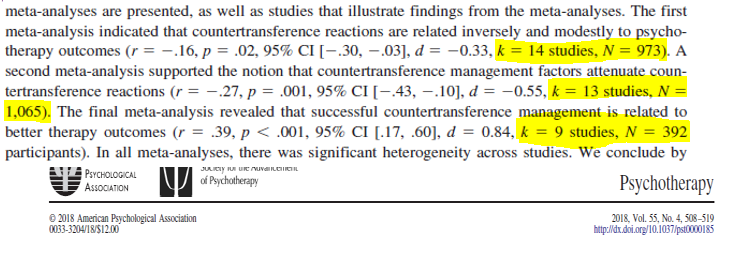 meta-analyses are presented, as well as studies that illustrate findings from the meta-analyses. The first
meta-analysis indicated that countertransference reactions are related inversely and modestly to psycho-
therapy outcomes (r = −.16, p = .02, 95% CI [−.30, −.03], d = −0.33, k = 14 studies, N = 973). A
second meta-analysis supported the notion that countertransference management factors attenuate coun-
tertransference reactions (r = −.27, p = .001, 95% CI [−.43, −.10], d = −0.55, k = 13 studies, N =
1,065). The final meta-analysis revealed that successful countertransference management is related to
better therapy outcomes (r = .39, p < .001, 95% CI [.17, .60], d = 0.84, k = 9 studies, N = 392
participants). In all meta-analyses, there was significant heterogeneity across studies. We conclude by
PSYCHOLOGICAL
ASSOCIATION
Society for the Advancement
of Psychotherapy
Psychotherapy
© 2018 American Psychological Association
0033-3204/18/$12.00
2018, Vol. 55, No. 4, 508–519
http://dx.doi.org/10.1037/pst0000185